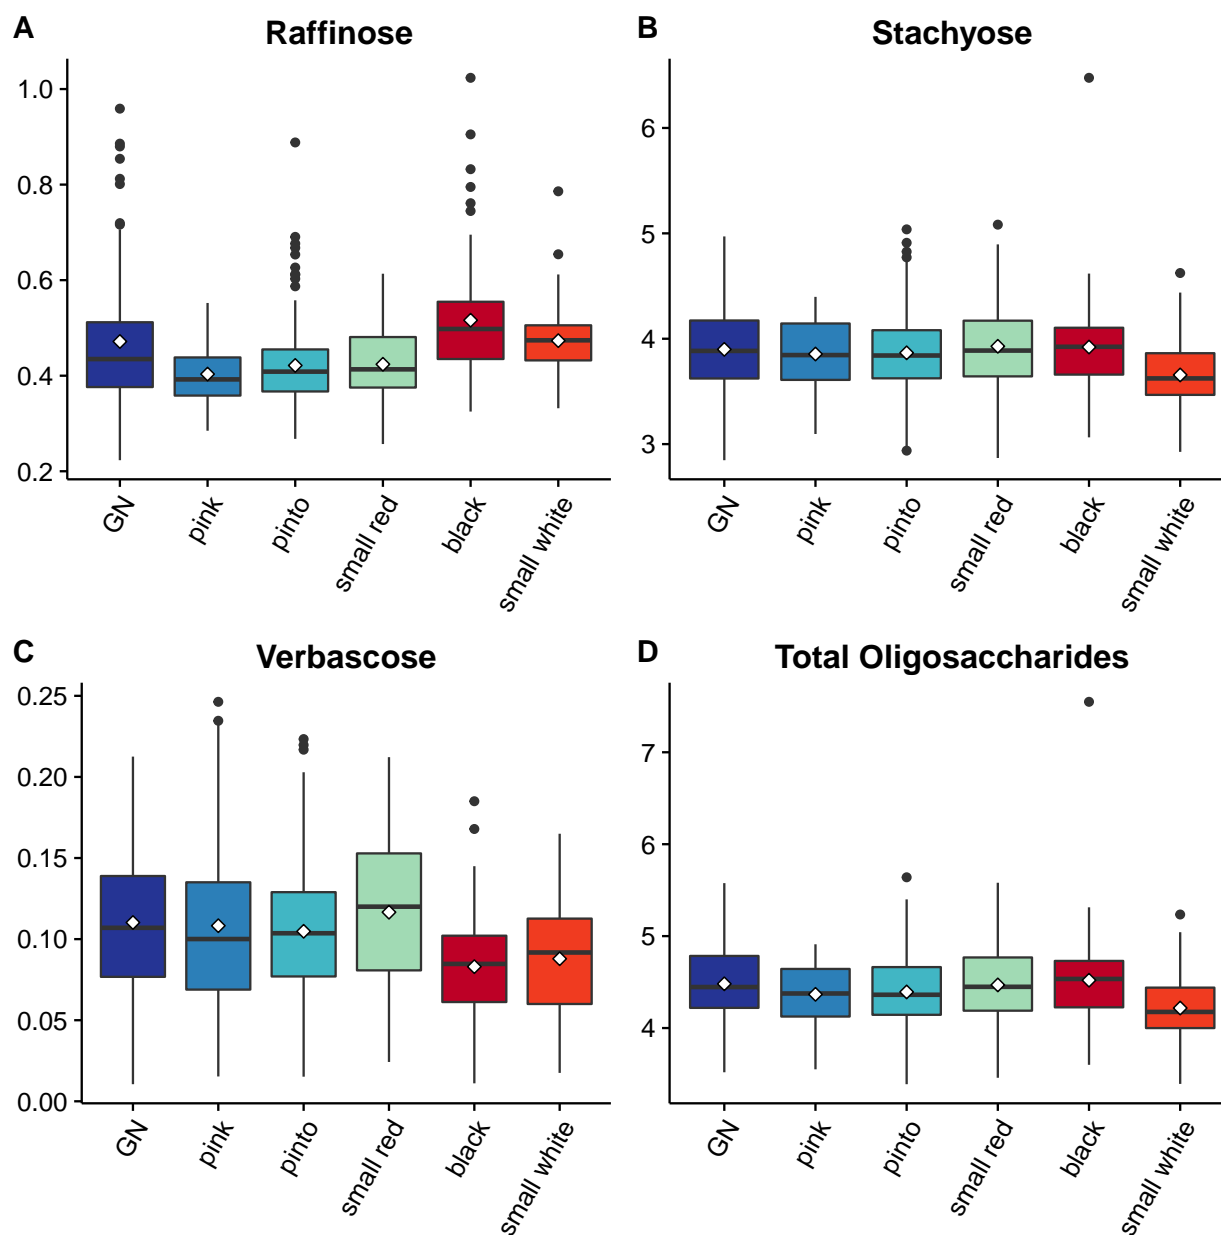 A
Raffinose
1.0
0.8
0.6
0.4
0.2
GN
pink
pinto
small red
black
small white
B
Stachyose
6
5
4
3
GN
pink
pinto
small red
black
small white
C
Verbascose
0.25
0.20
0.15
0.10
0.05
0.00
GN
pink
pinto
small red
black
small white
D
Total Oligosaccharides
7
6
5
4
GN
pink
pinto
small red
black
small white